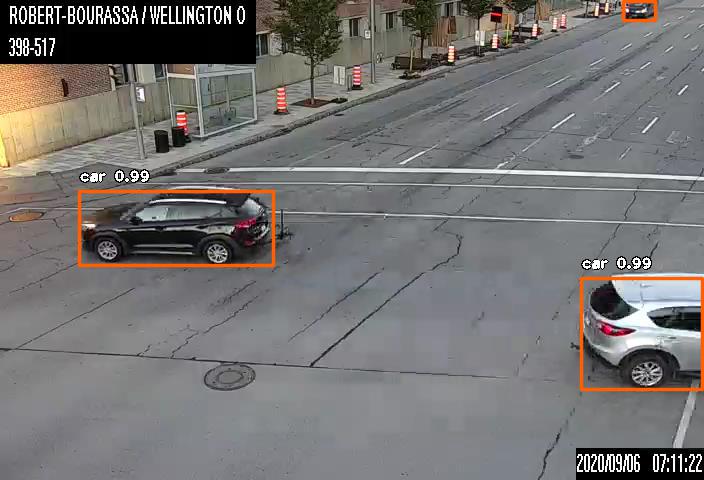 ROBERT-BOURASSA / WELLINGTON O
398-517
car 0.99
car 0.99
2020/09/06 07:11:22